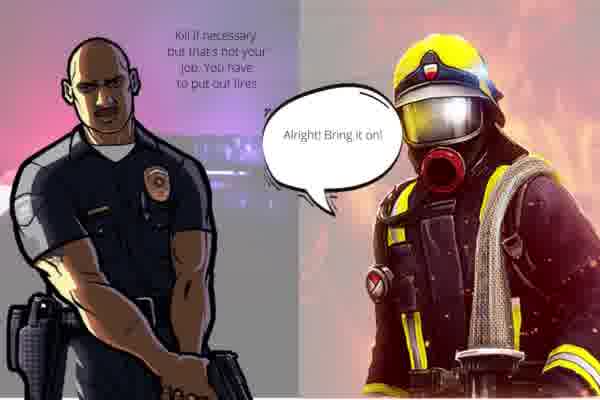 Kill if necessary
but that's not your
job. You have
to put out fires
Alright! Bring it on!